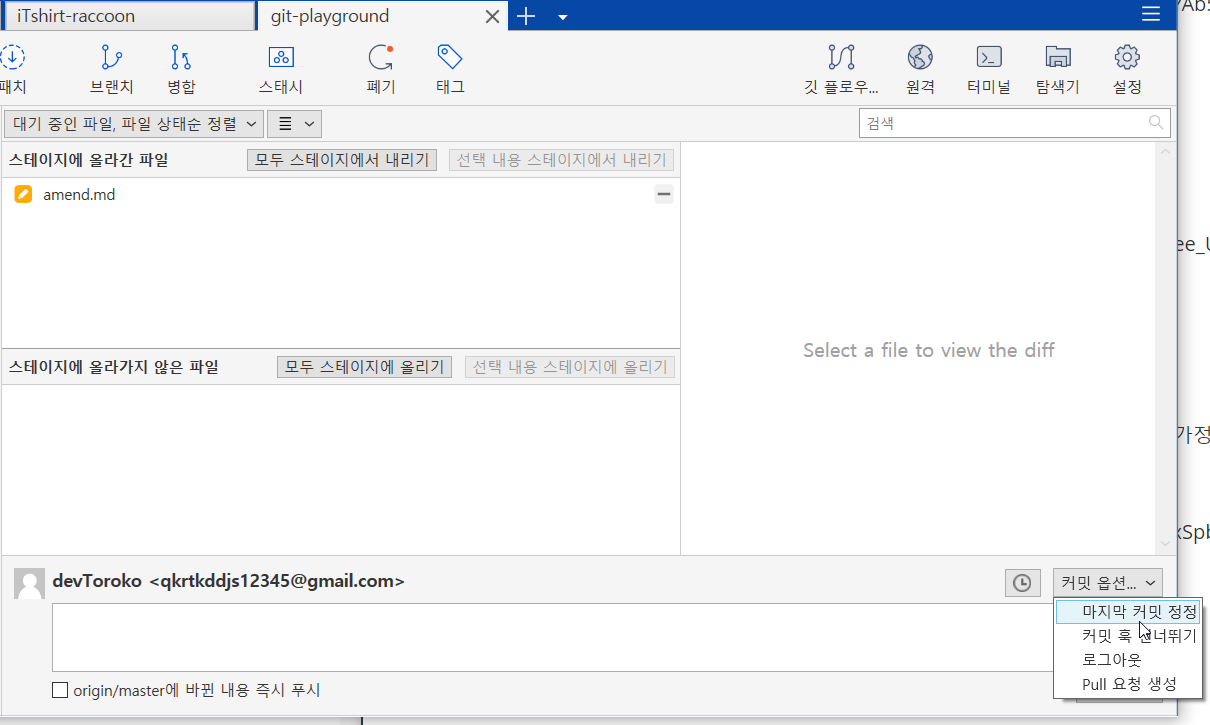 iTshirt-raccoon
git-playground
패치
브랜치
병합
스태시
폐기
태그
깃 플로우...
원격
터미널
탐색기
설정
대기 중인 파일, 파일 상태순 정렬
검색
스테이지에 올라간 파일
모두 스테이지에서 내리기
선택 내용 스테이지에서 내리기
amend.md
Select a file to view the diff
스테이지에 올라가지 않은 파일
모두 스테이지에 올리기
선택 내용 스테이지에 올리기
ee_U
가정
xSpb
devToroko <qkrtkddjs12345@gmail.com>
커밋 옵션...
마지막 커밋 정정
커밋 훅 건너뛰기
로그아웃
Pull 요청 생성
origin/master에 바뀐 내용 즉시 푸시